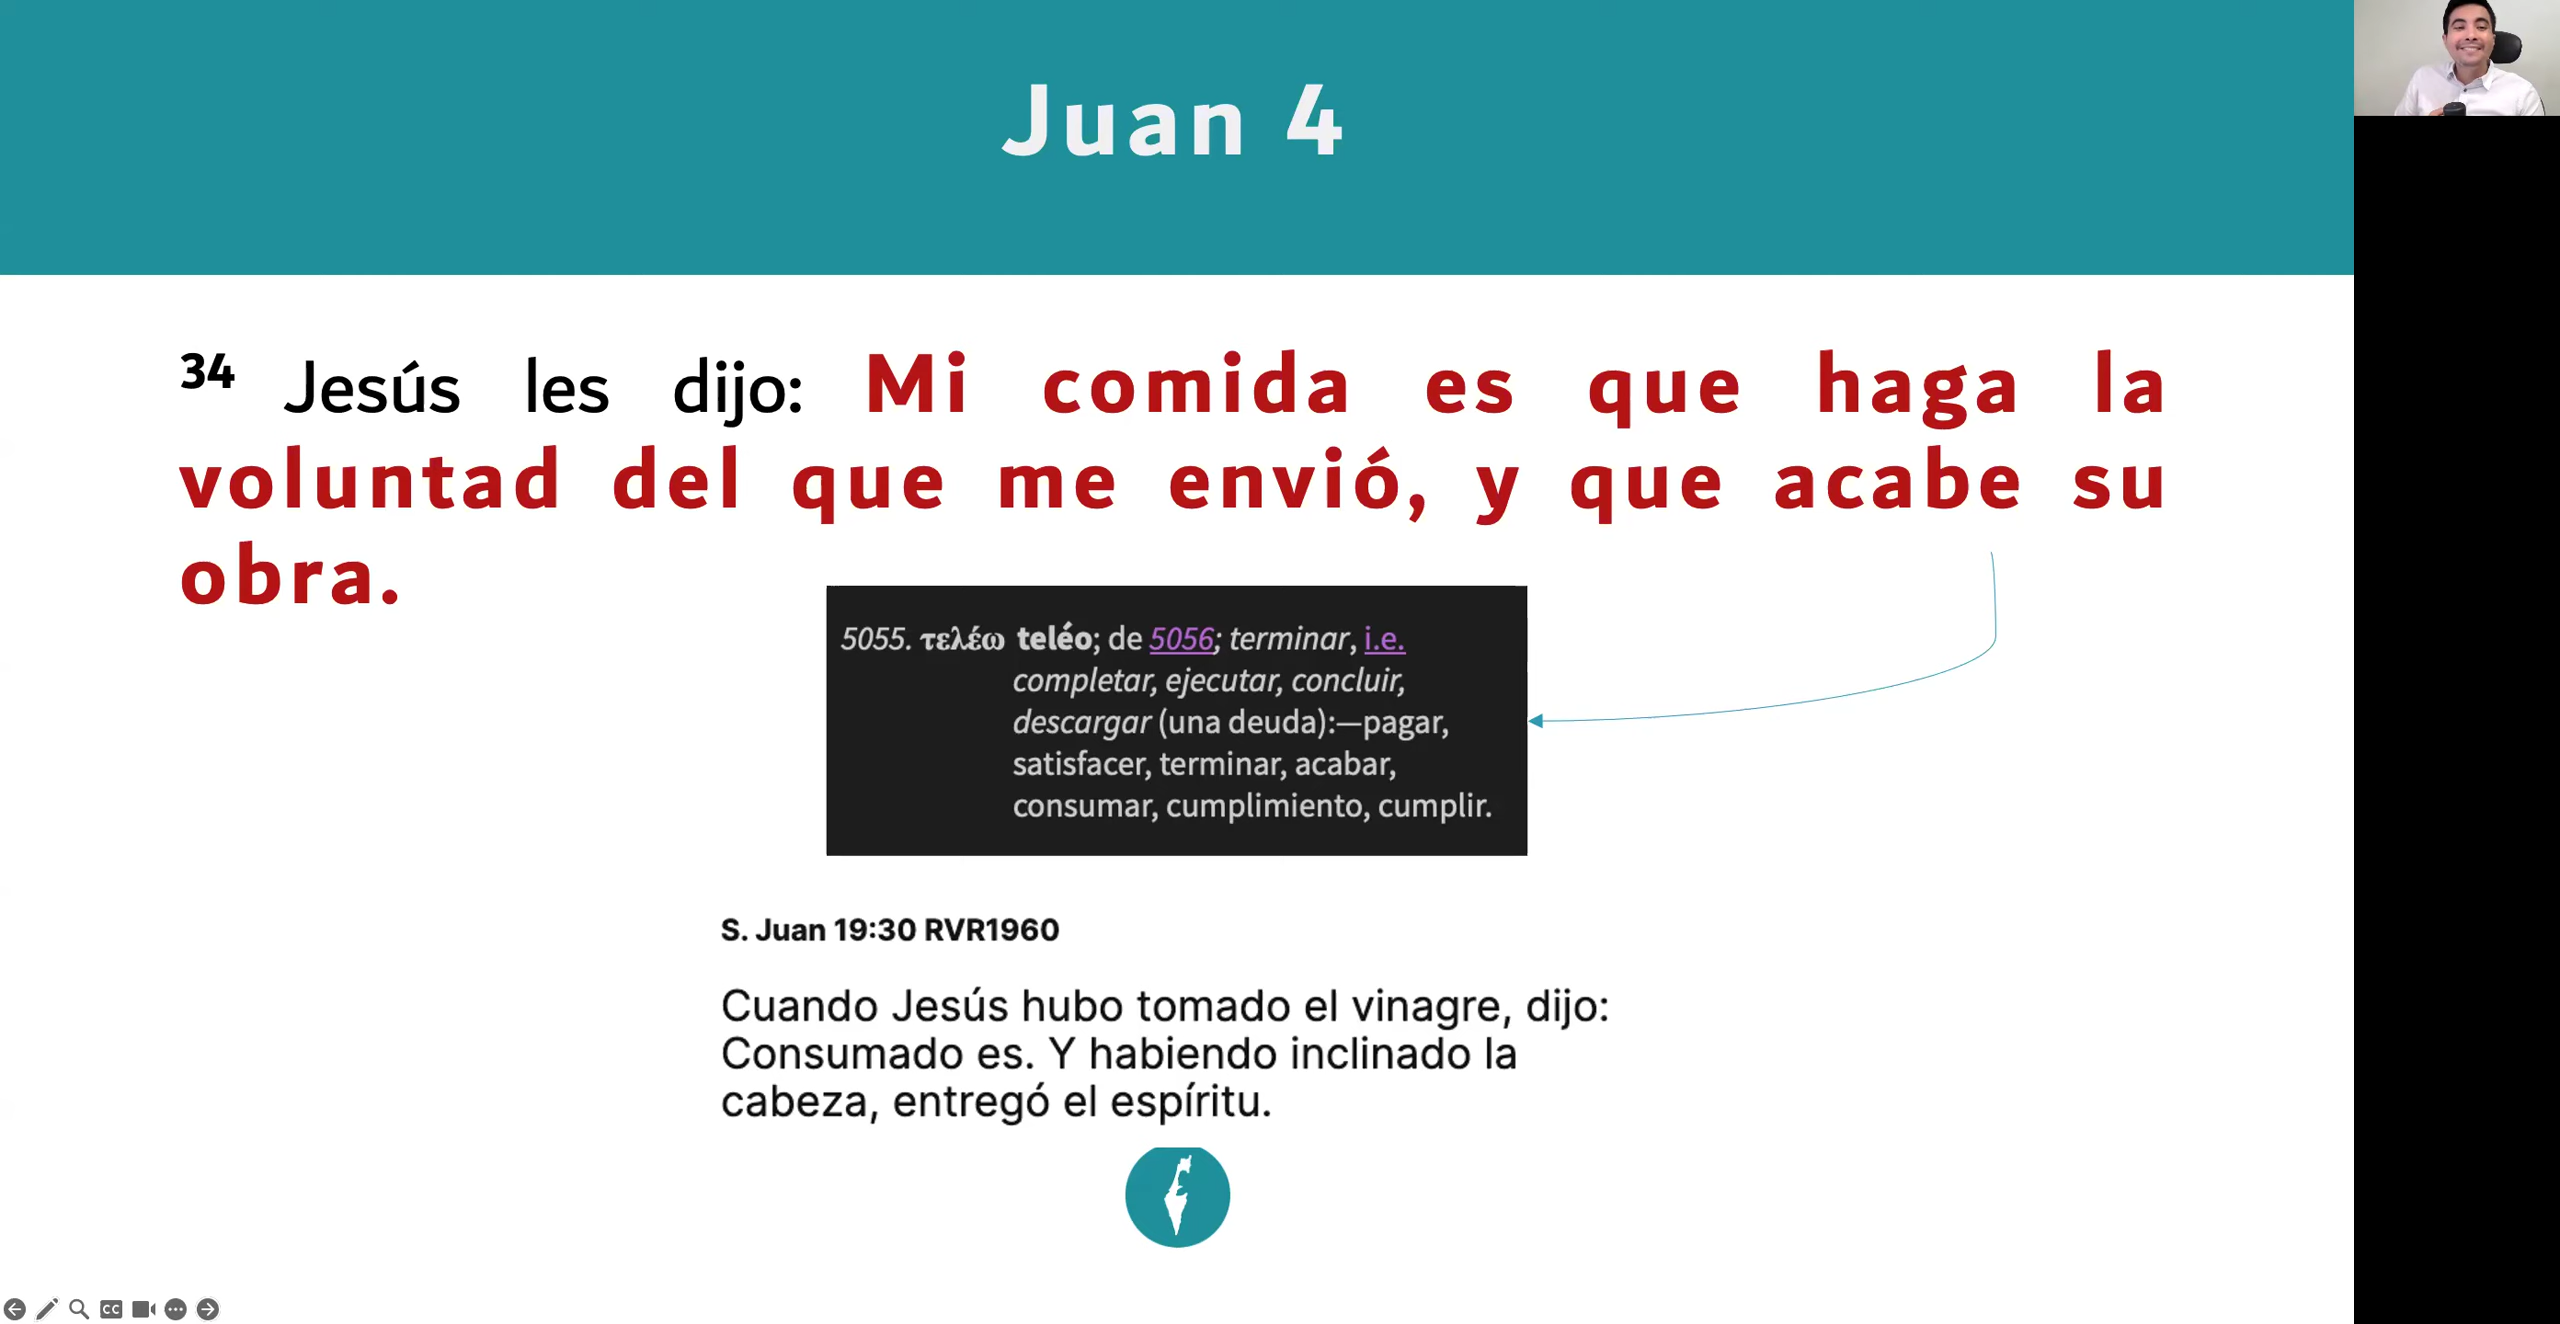 Juan 4
34 Jesús les dijo: Mi comida es que haga la
voluntad del que me envió, y que acabe su
obra.
5055. τελέω teléo; de 5056; terminar, i.e.
completar, ejecutar, concluir,
descargar (una deuda):—pagar,
satisfacer, terminar, acabar,
consumar, cumplimiento, cumplir.
S. Juan 19:30 RVR1960
Cuando Jesús hubo tomado el vinagre, dijo:
Consumado es. Y habiendo inclinado la
cabeza, entregó el espíritu.
CC